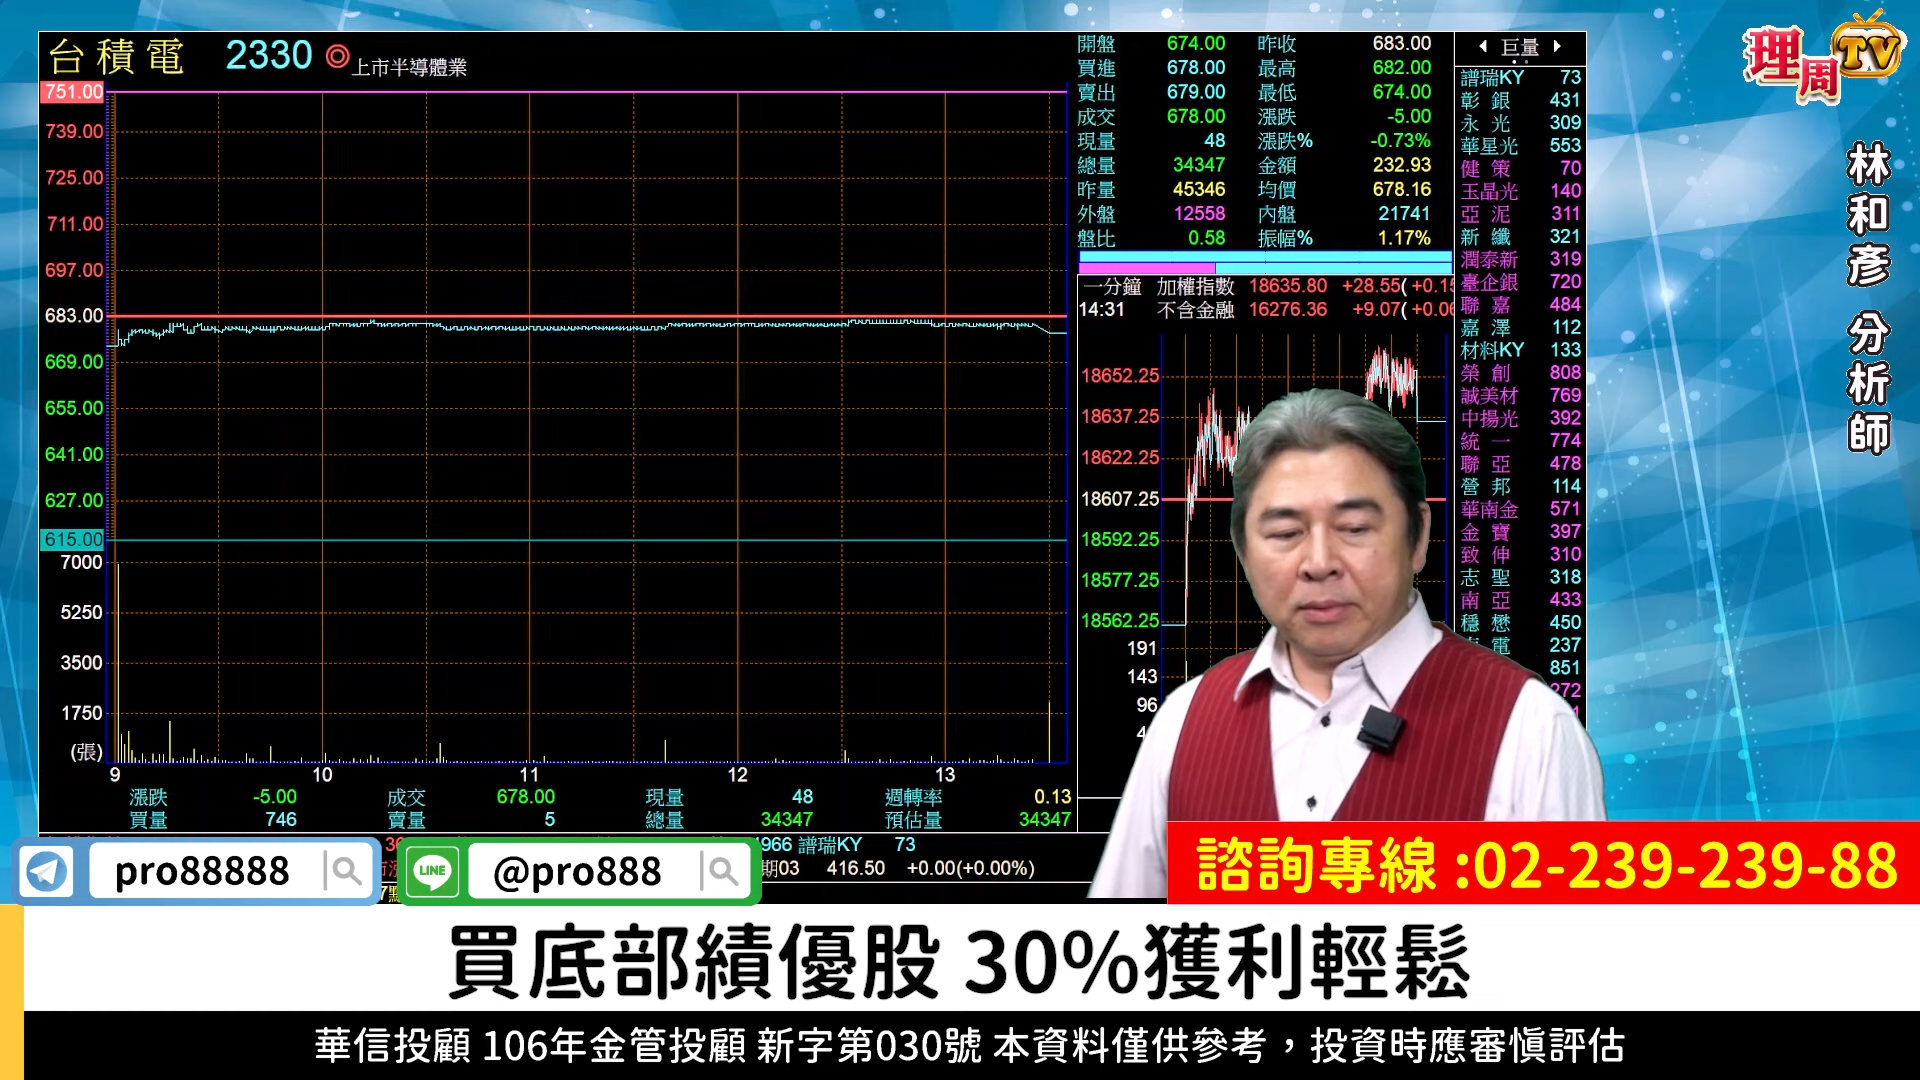 台積電 2330 ◎上市半導體業
751.00
739.00
725.00
711.00
697.00
683.00
669.00
655.00
641.00
627.00
615.00
7000
5250
3500
1750
(張)
9 10 11 12 13
漲跌 -5.00 成交 678.00 現量 48 週轉率 0.13
買量 746 賣量 5 總量 34347 預估量 34347
開盤 674.00 昨收 683.00
買進 678.00 最高 682.00
賣出 679.00 最低 674.00
成交 678.00 漲跌 -5.00
現量 48 漲跌% -0.73%
總量 34347 金額 232.93
昨量 45346 均價 678.16
外盤 12558 內盤 21741
盤比 0.58 振幅% 1.17%
一分鐘 加權指數 18635.80 +28.55( +0.15
14:31 不含金融 16276.36 +9.07( +0.06
18652.25
18637.25
18622.25
18607.25
18592.25
18577.25
18562.25
191
143
96
巨量
譜瑞KY 73
彰銀 431
永光 309
華星光 553
健策 70
玉晶光 140
亞泥 311
新纖 321
潤泰新 319
臺企銀 720
聯嘉 484
嘉澤 112
材料KY 133
榮創 808
誠美材 769
中揚光 392
統一 774
聯亞 478
營邦 114
華南金 571
金寶 397
致伸 310
志聖 318
南亞 433
穩懋 450
電 237
851
272
966 譜瑞KY 73
期03 416.50 +0.00(+0.00%)
理周TV
林和彥 分析師
pro88888
LINE @pro888
諮詢專線 :02-239-239-88
買底部績優股 30%獲利輕鬆
華信投顧 106年金管投顧 新字第030號 本資料僅供參考，投資時應審慎評估